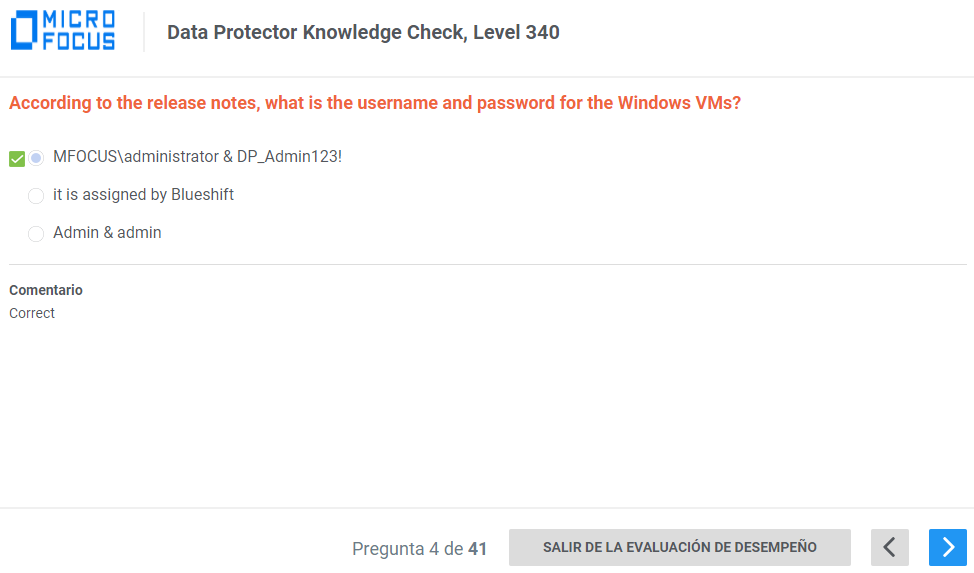 MICRO
FOCUS
Data Protector Knowledge Check, Level 340
According to the release notes, what is the username and password for the Windows VMs?
MFOCUS\administrator & DP_Admin123!
it is assigned by Blueshift
Admin & admin
Comentario
Correct
Pregunta 4 de 41
SALIR DE LA EVALUACIÓN DE DESEMPEÑO